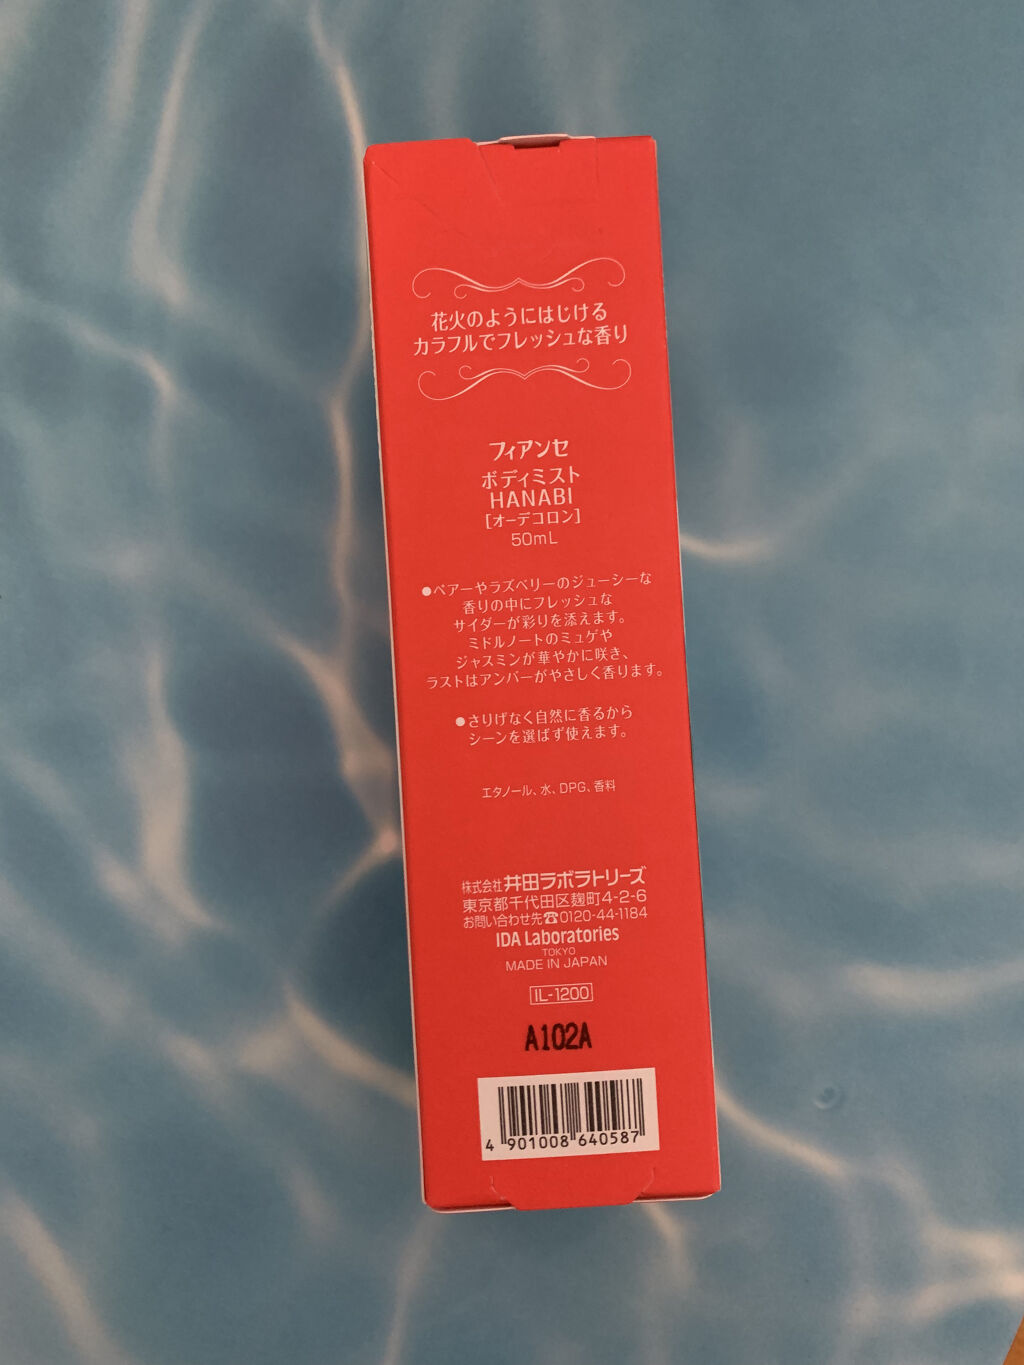 花火のようにはじける
カラフルでフレッシュな香り
フィアンセ
ボディミスト
HANABI
[オーデコロン]
50mL
●ペアーやラズベリーのジューシーな
香りの中にフレッシュな
サイダーが彩りを添えます。
ミドルノートのミュゲや
ジャスミンが華やかに咲き、
ラストはアンバーがやさしく香ります。
●さりげなく自然に香るから
シーンを選ばず使えます。
エタノール、水、DPG、香料
株式会社 井田ラボラトリーズ
東京都千代田区麹町4-2-6
お問い合わせ先☎0120-44-1184
IDA Laboratories
TOKYO
MADE IN JAPAN
IL-1200
A102A
4 901008 640587